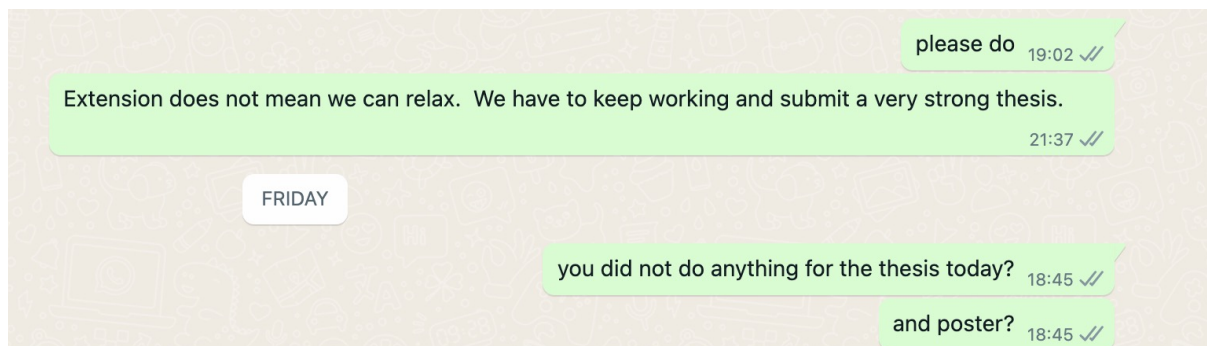 please do 19:02
Extension does not mean we can relax.  We have to keep working and submit a very strong thesis.
21:37
FRIDAY
you did not do anything for the thesis today? 18:45
and poster? 18:45